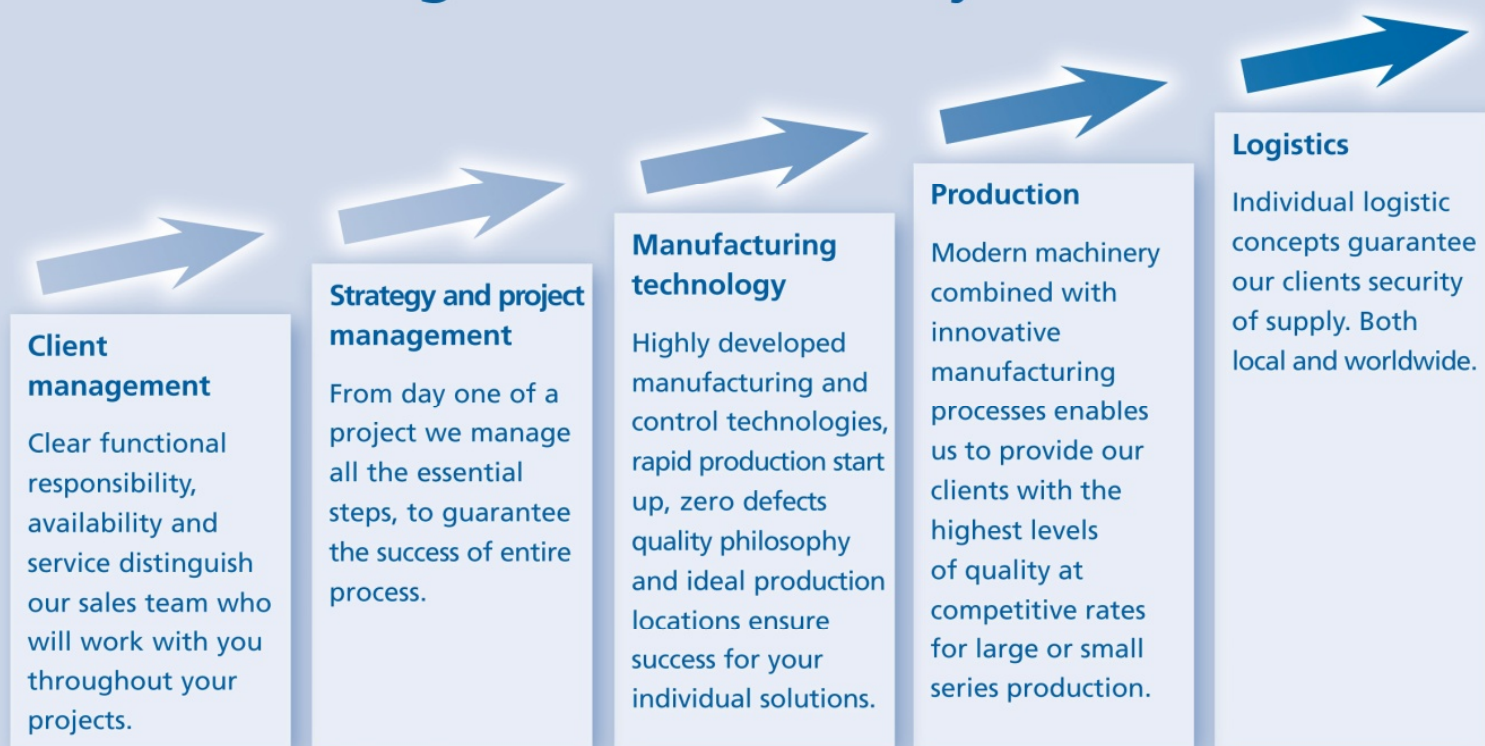 Client
management
Clear functional
responsibility,
availability and
service distinguish
our sales team who
will work with you
throughout your
projects.
Strategy and project
management
From day one of a
project we manage
all the essential
steps, to guarantee
the success of entire
process.
Manufacturing
technology
Highly developed
manufacturing and
control technologies,
rapid production start
up, zero defects
quality philosophy
and ideal production
locations ensure
success for your
individual solutions.
Production
Modern machinery
combined with
innovative
manufacturing
processes enables
us to provide our
clients with the
highest levels
of quality at
competitive rates
for large or small
series production.
Logistics
Individual logistic
concepts guarantee
our clients security
of supply. Both
local and worldwide.